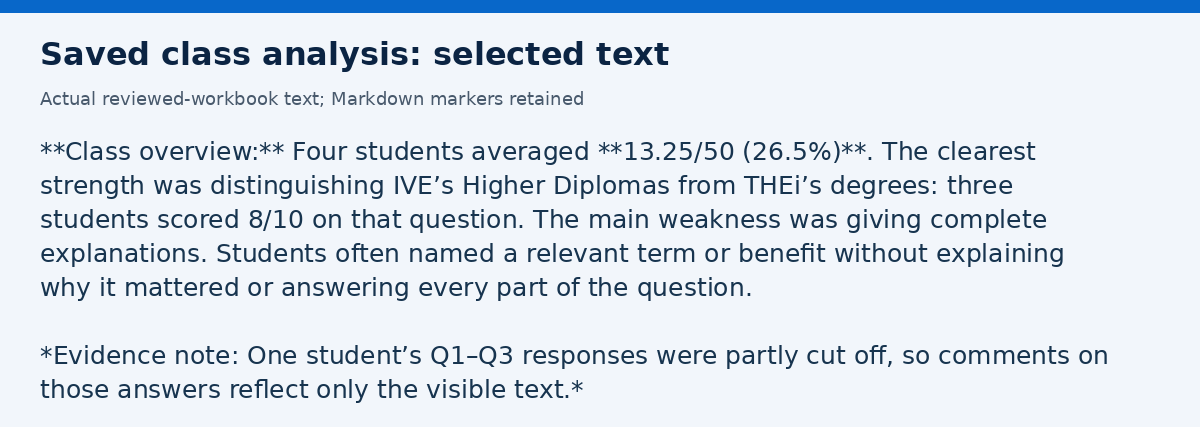 Saved class analysis: selected text
Actual reviewed-workbook text; Markdown markers retained
**Class overview:** Four students averaged **13.25/50 (26.5%)**. The clearest
strength was distinguishing IVE’s Higher Diplomas from THEi’s degrees: three
students scored 8/10 on that question. The main weakness was giving complete
explanations. Students often named a relevant term or benefit without explaining
why it mattered or answering every part of the question.
*Evidence note: One student’s Q1–Q3 responses were partly cut off, so comments on
those answers reflect only the visible text.*